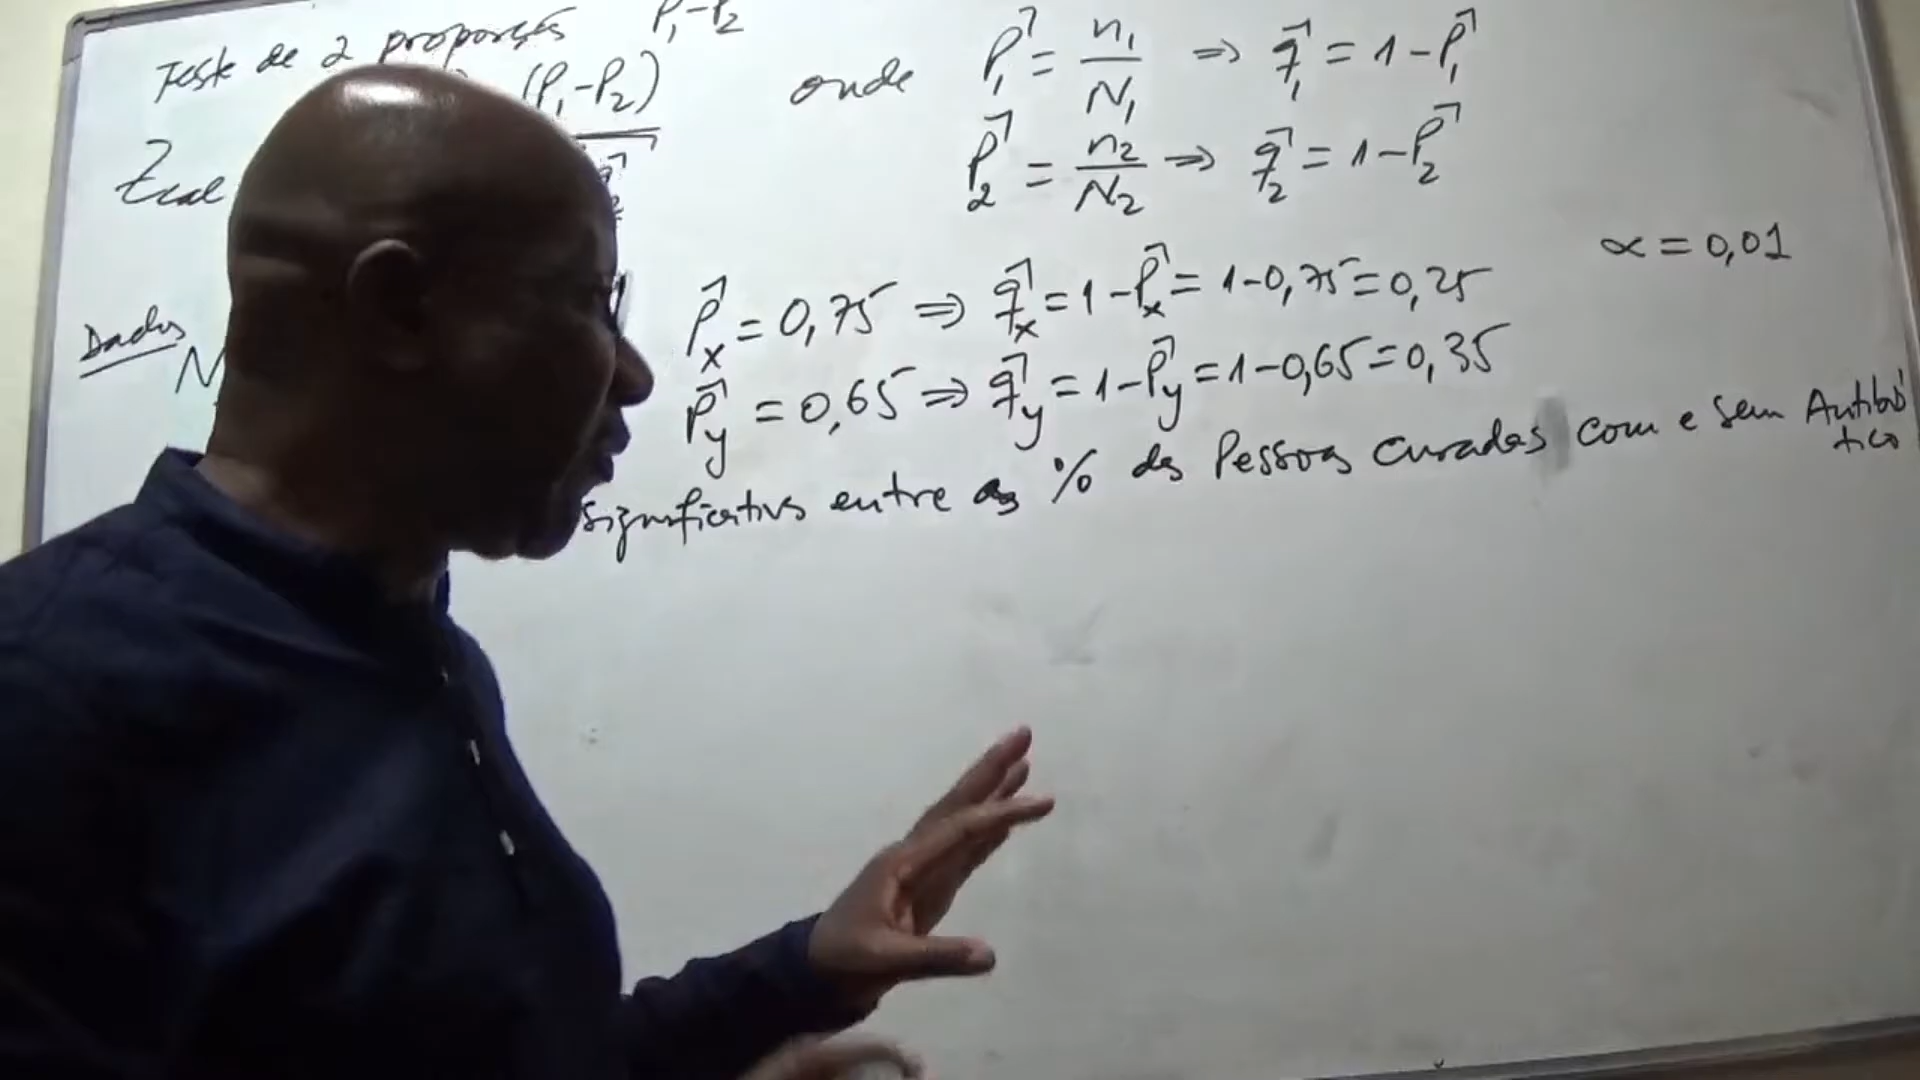 Teste de 2 proporções P₁-P₂
Zcal (P₁-P₂)
onde P̂₁ = n₁/N₁ ⇒ q̂₁ = 1-P̂₁
P̂₂ = n₂/N₂ ⇒ q̂₂ = 1-P̂₂
α = 0,01
Dados N P̂x = 0,75 ⇒ q̂x = 1-P̂x = 1-0,75 = 0,25
P̂y = 0,65 ⇒ q̂y = 1-P̂y = 1-0,65 = 0,35
significativa entre as % das Pessoas curadas com e sem Antibió
tico